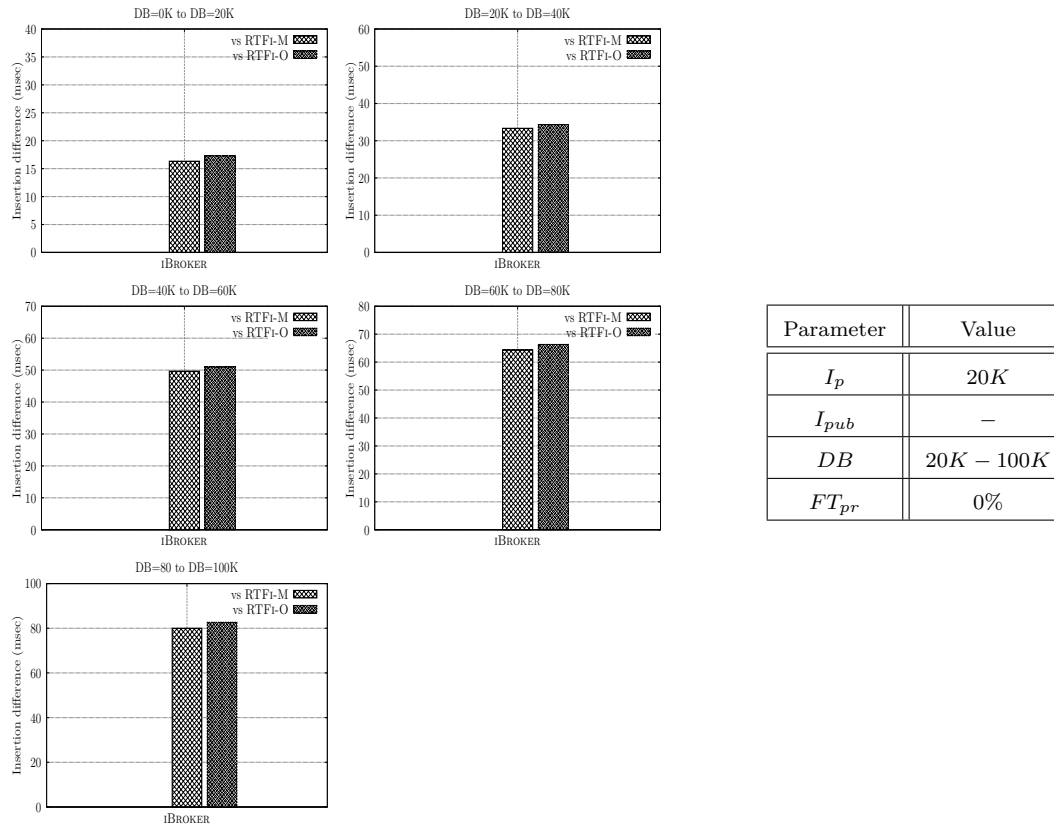 DB=0K to DB=20K
Insertion difference (msec)
40
35
30
25
20
15
10
5
0
vs RTFI-M
vs RTFI-O
IBROKER
DB=20K to DB=40K
Insertion difference (msec)
60
50
40
30
20
10
0
vs RTFI-M
vs RTFI-O
IBROKER
DB=40K to DB=60K
Insertion difference (msec)
70
60
50
40
30
20
10
0
vs RTFI-M
vs RTFI-O
IBROKER
DB=60K to DB=80K
Insertion difference (msec)
80
70
60
50
40
30
20
10
0
vs RTFI-M
vs RTFI-O
IBROKER
DB=80 to DB=100K
Insertion difference (msec)
100
80
60
40
20
0
vs RTFI-M
vs RTFI-O
IBROKER
Parameter Value
I_p 20K
I_pub –
DB 20K − 100K
FT_pr 0%